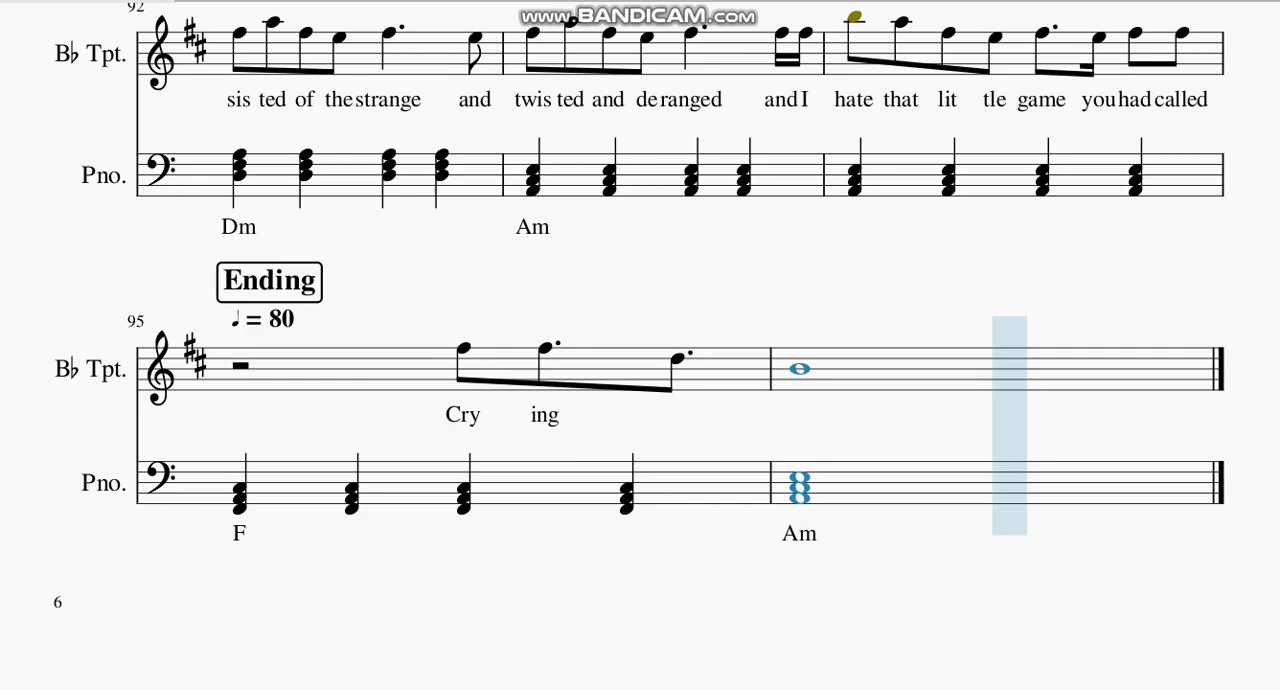 92
www.BANDICAM.com
B♭ Tpt.
sis ted of the strange and twis ted and de ranged and I hate that lit tle game you had called
Pno.
Dm Am
Ending
♩ = 80
95
B♭ Tpt.
Cry ing
Pno.
F Am
6